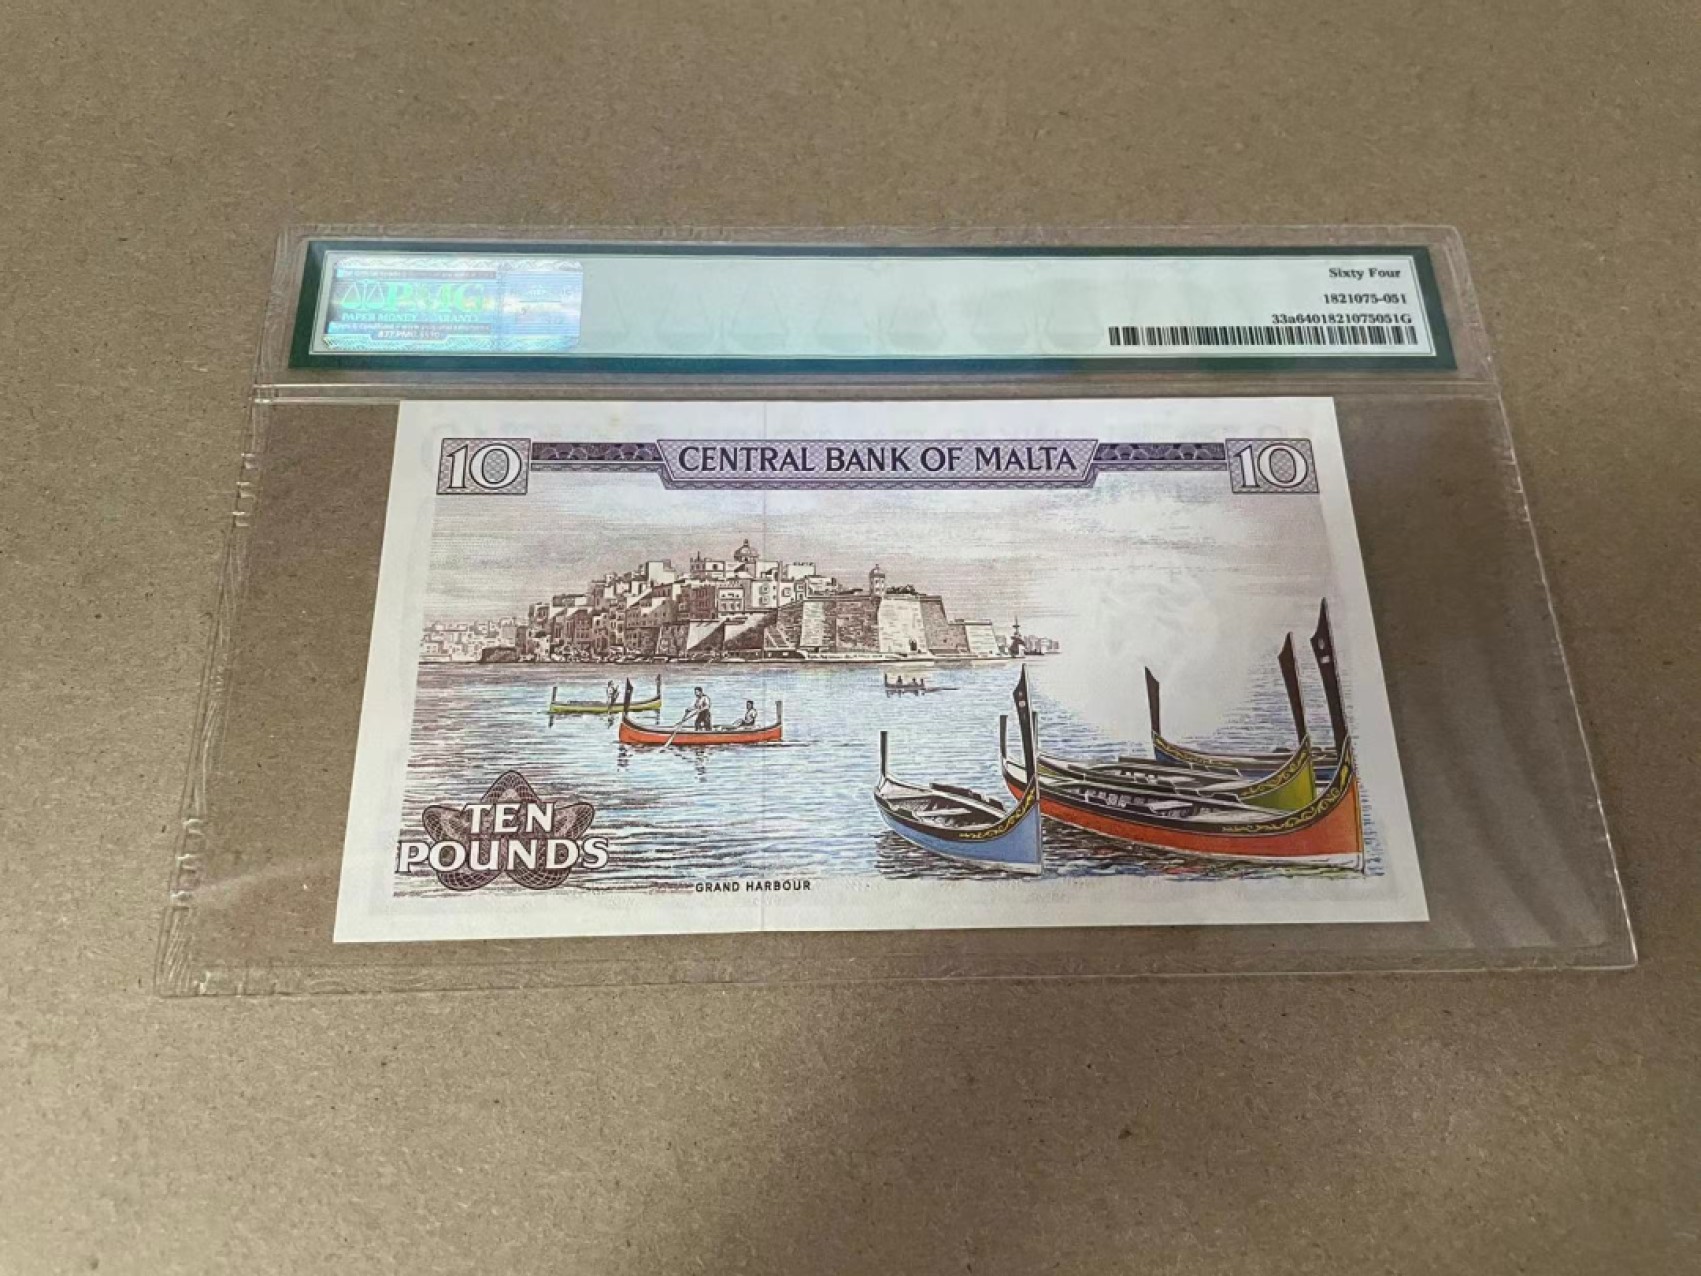 PMG
PAPER MONEY GUARANTY
Sixty Four
1821075-051
33a6401821075051G
10
CENTRAL BANK OF MALTA
10
TEN
POUNDS
GRAND HARBOUR